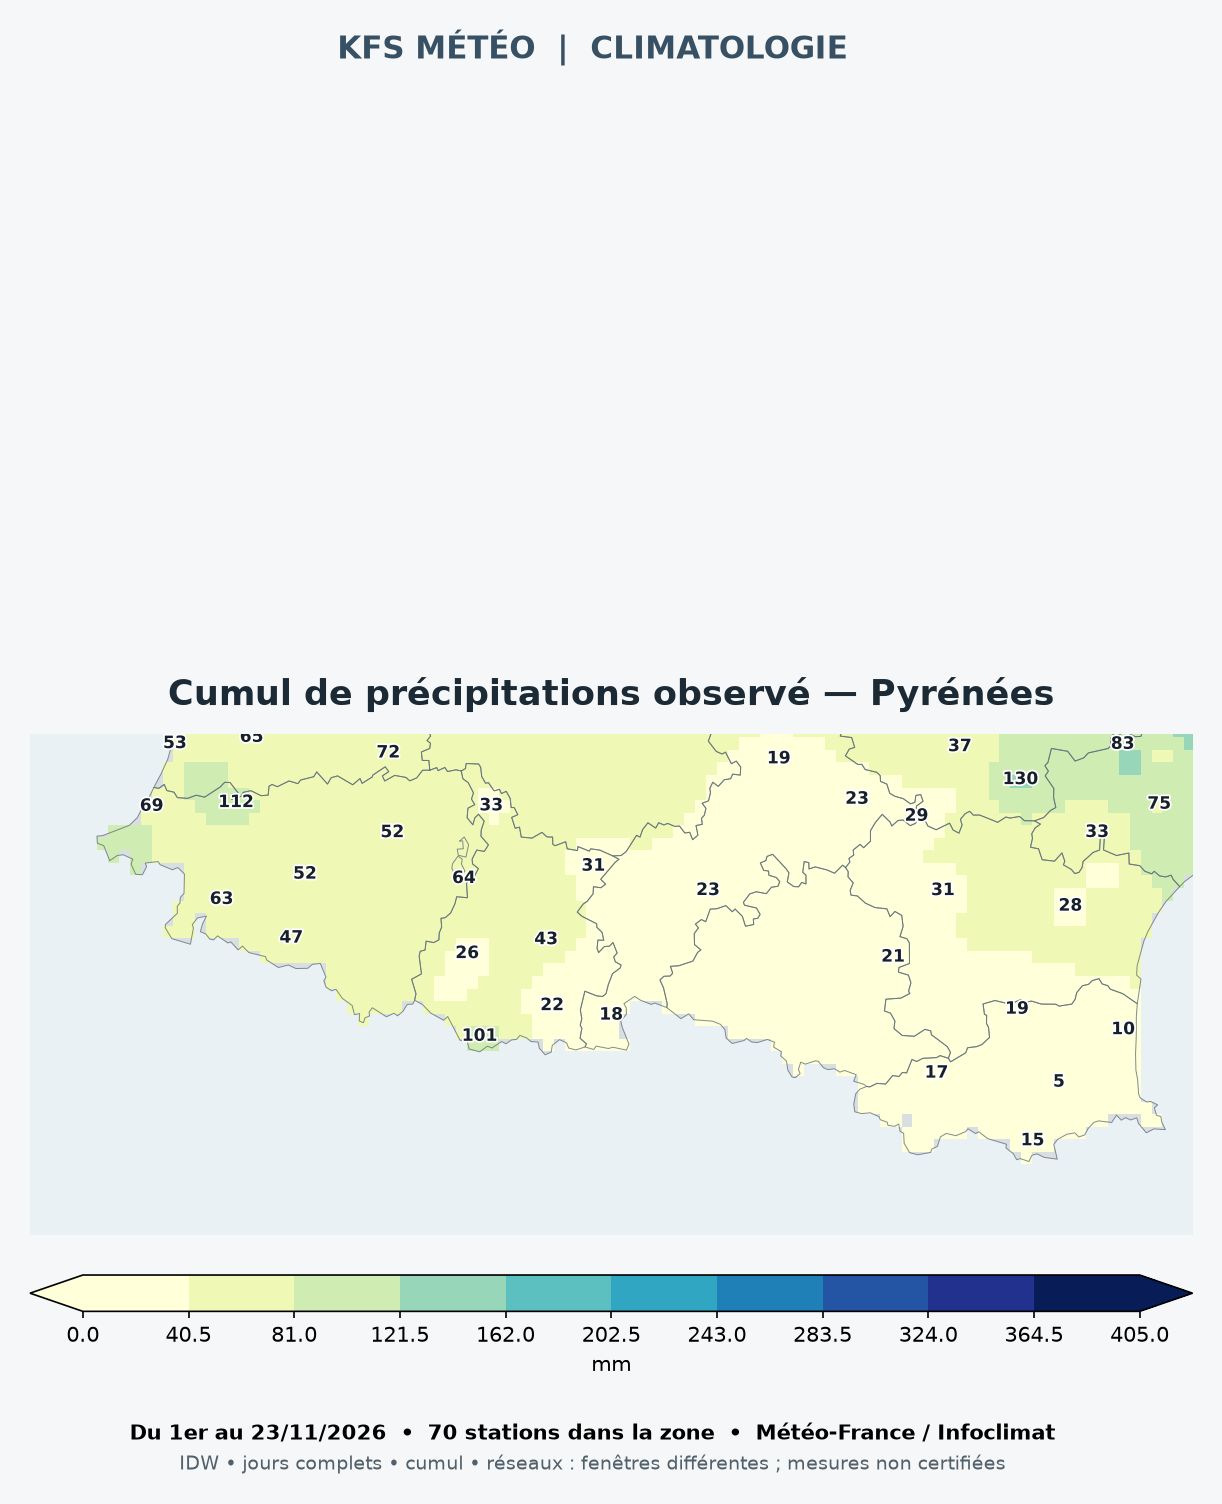 KFS MÉTÉO | CLIMATOLOGIE
Cumul de précipitations observé — Pyrénées
53 65 72 19 37 83
69 112 33 23 29 130 75
52 33
52 64 31 31
63 23 28
47 26 43 21
22 18 19 10
101 17 5
15
0.0 40.5 81.0 121.5 162.0 202.5 243.0 283.5 324.0 364.5 405.0
mm
Du 1er au 23/11/2026 • 70 stations dans la zone • Météo-France / Infoclimat
IDW • jours complets • cumul • réseaux : fenêtres différentes ; mesures non certifiées